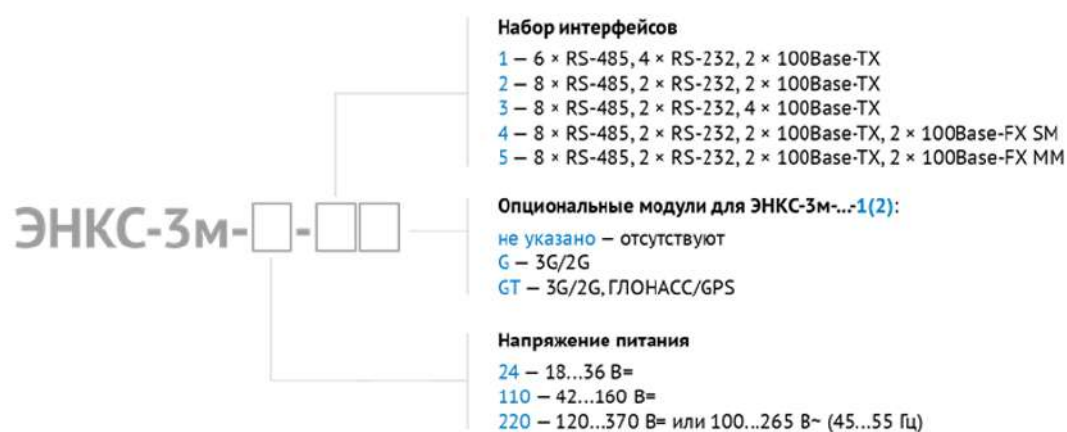 Набор интерфейсов
1 – 6 × RS-485, 4 × RS-232, 2 × 100Base-TX
2 – 8 × RS-485, 2 × RS-232, 2 × 100Base-TX
3 – 8 × RS-485, 2 × RS-232, 4 × 100Base-TX
4 – 8 × RS-485, 2 × RS-232, 2 × 100Base-TX, 2 × 100Base-FX SM
5 – 8 × RS-485, 2 × RS-232, 2 × 100Base-TX, 2 × 100Base-FX MM
ЭНКС-3м-□-□□
Опциональные модули для ЭНКС-3м-...-1(2):
не указано – отсутствуют
G – 3G/2G
GT – 3G/2G, ГЛОНАСС/GPS
Напряжение питания
24 – 18...36 В=
110 – 42...160 В=
220 – 120...370 В= или 100...265 В~ (45...55 Гц)